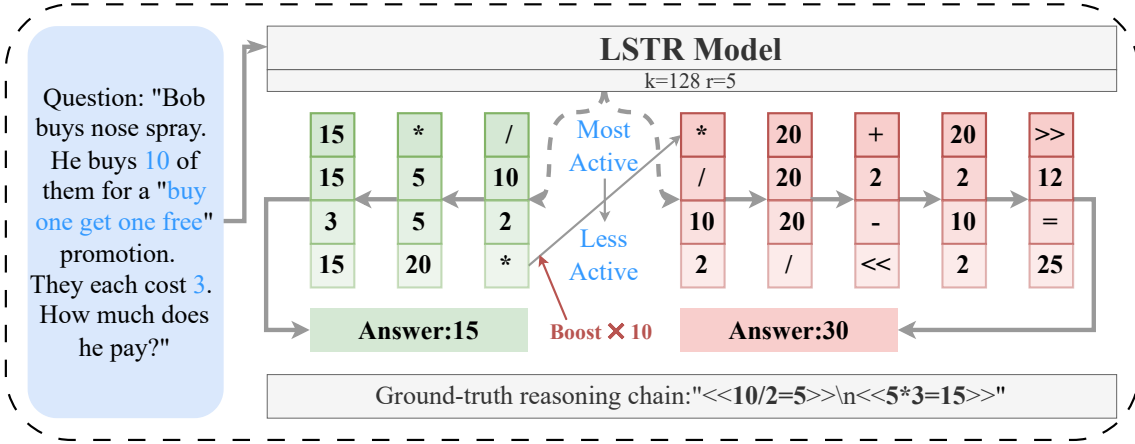 Question: "Bob
buys nose spray.
He buys 10 of
them for a "buy
one get one free"
promotion.
They each cost 3.
How much does
he pay?"
LSTR Model
k=128 r=5
15 * /
15 5 10
3 5 2
15 20 *
Most
Active
Less
Active
* 20 + 20 >>
/ 20 2 2 12
10 20 - 10 =
2 / << 2 25
Answer:15
Boost × 10
Answer:30
Ground-truth reasoning chain:"<<10/2=5>>\n<<5*3=15>>"